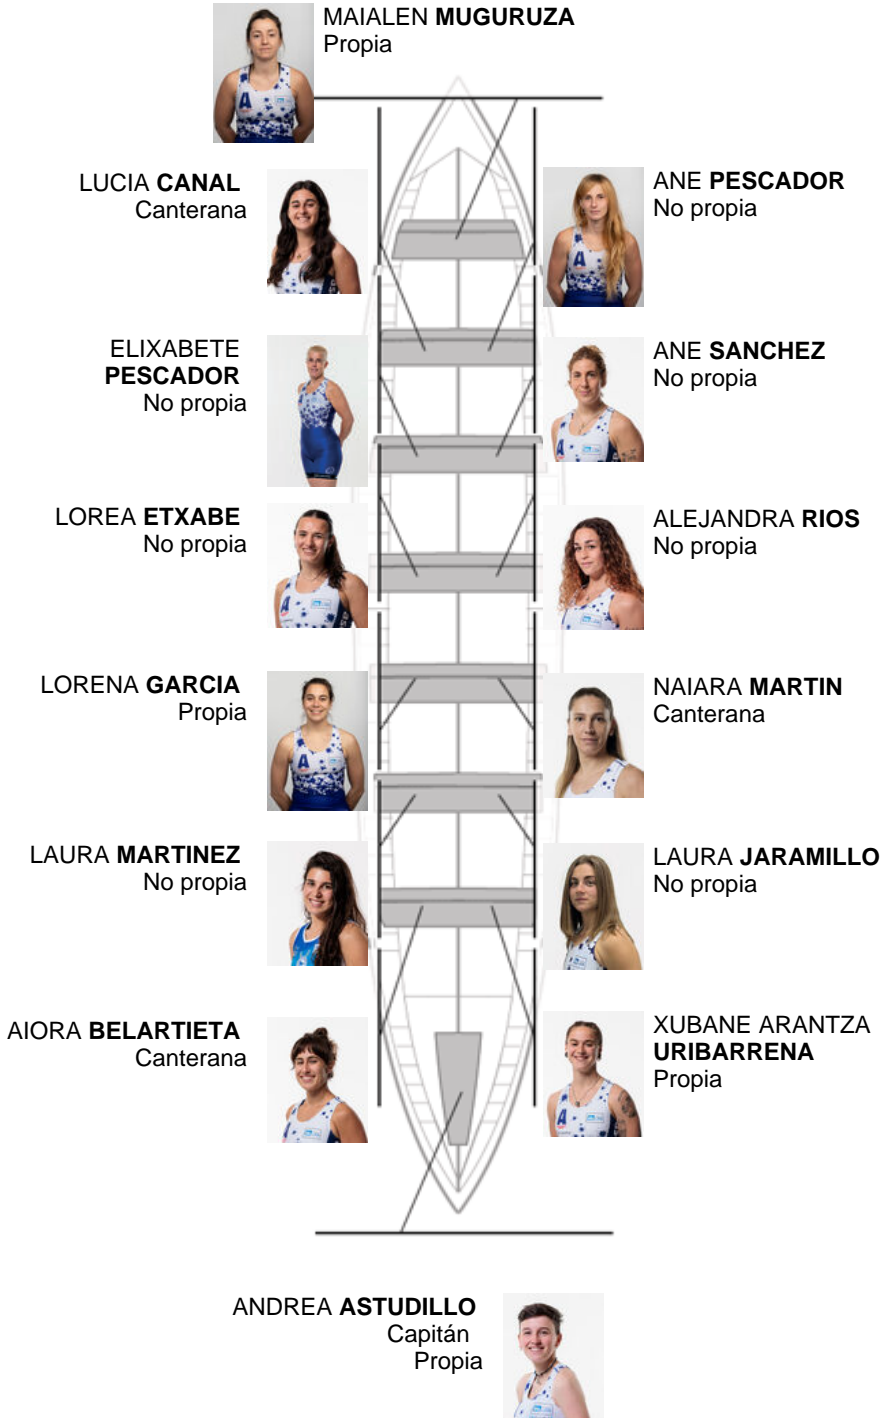 MAIALEN MUGURUZA
Propia
LUCIA CANAL
Canterana
ANE PESCADOR
No propia
ELIXABETE
PESCADOR
No propia
ANE SANCHEZ
No propia
LOREA ETXABE
No propia
ALEJANDRA RIOS
No propia
LORENA GARCIA
Propia
NAIARA MARTIN
Canterana
LAURA MARTINEZ
No propia
LAURA JARAMILLO
No propia
AIORA BELARTIETA
Canterana
XUBANE ARANTZA
URIBARRENA
Propia
ANDREA ASTUDILLO
Capitán
Propia